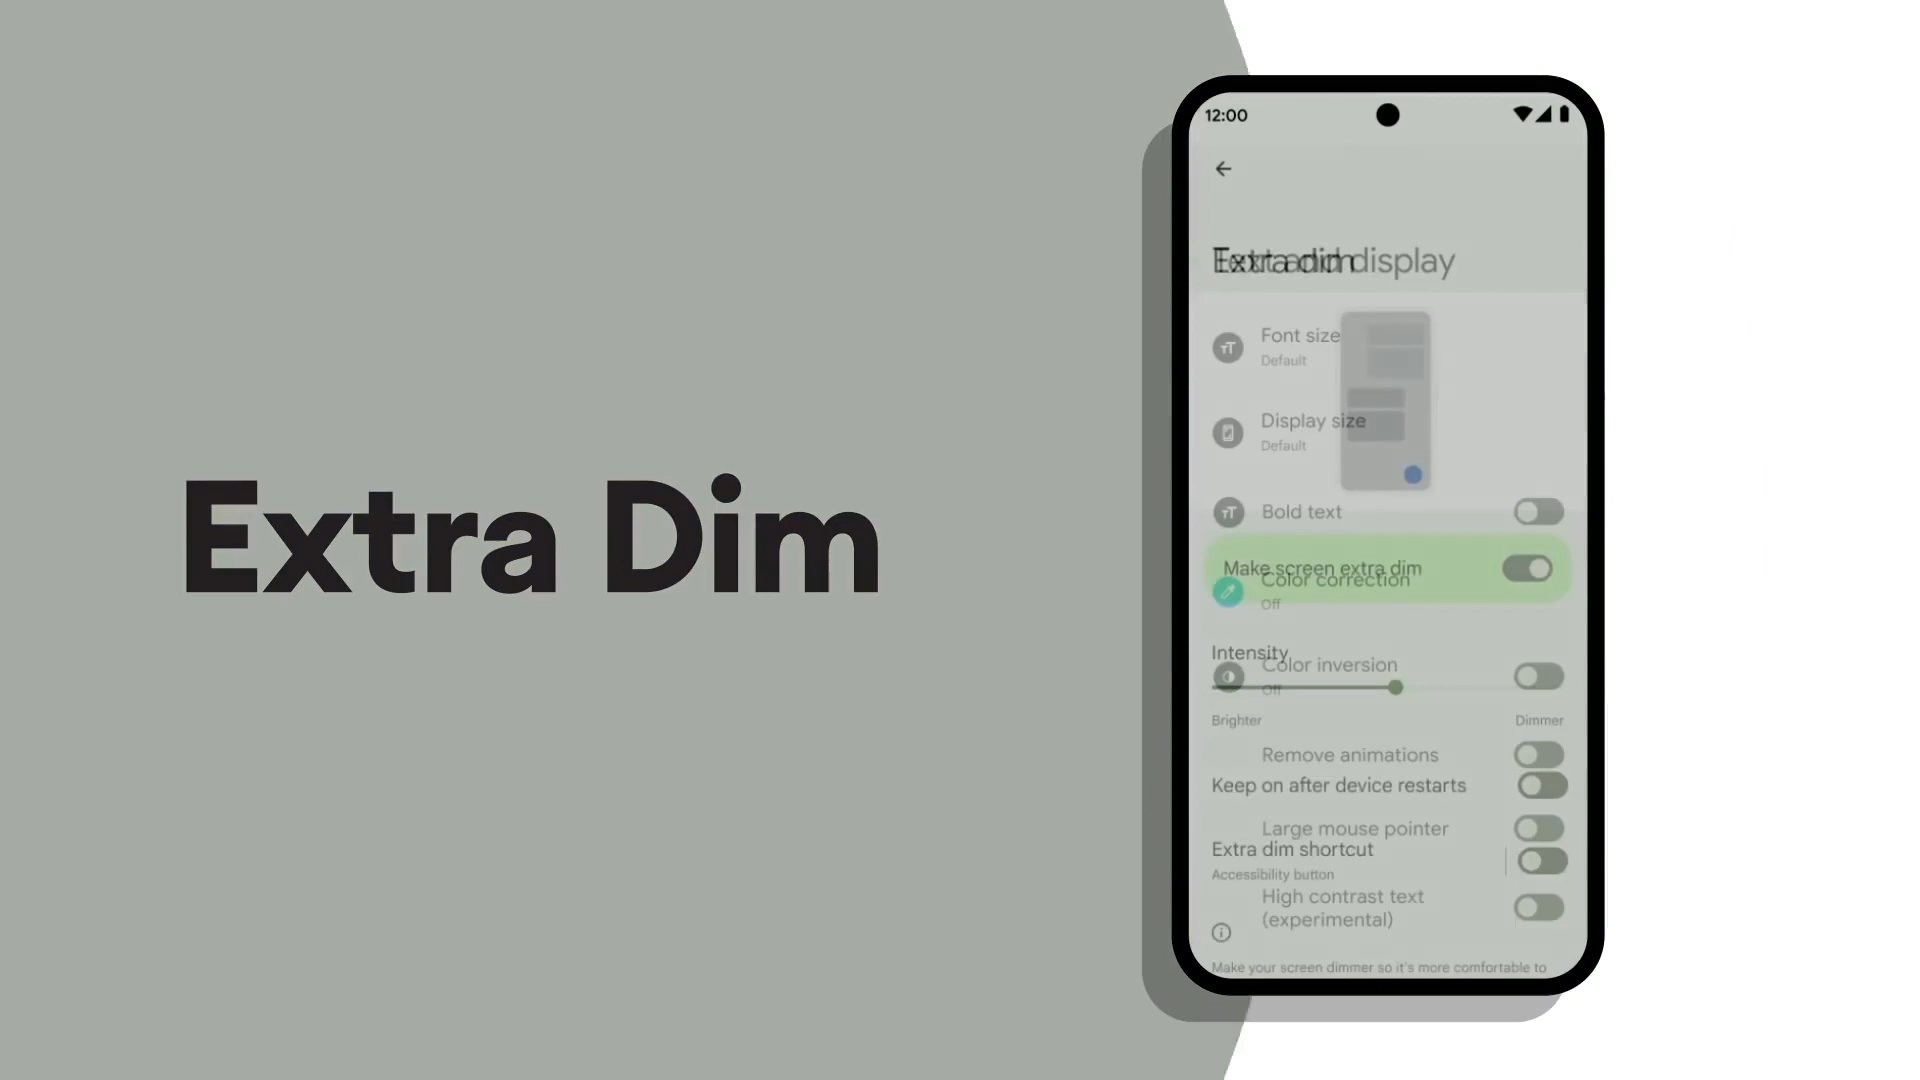 Extra Dim
12:00
Extra dim
Text and display
Font size
Default
Display size
Default
Bold text
Make screen extra dim
Color correction
Off
Intensity
Color inversion
Off
Brighter Dimmer
Remove animations
Keep on after device restarts
Large mouse pointer
Extra dim shortcut
Accessibility button
High contrast text
(experimental)
Make your screen dimmer so it's more comfortable to